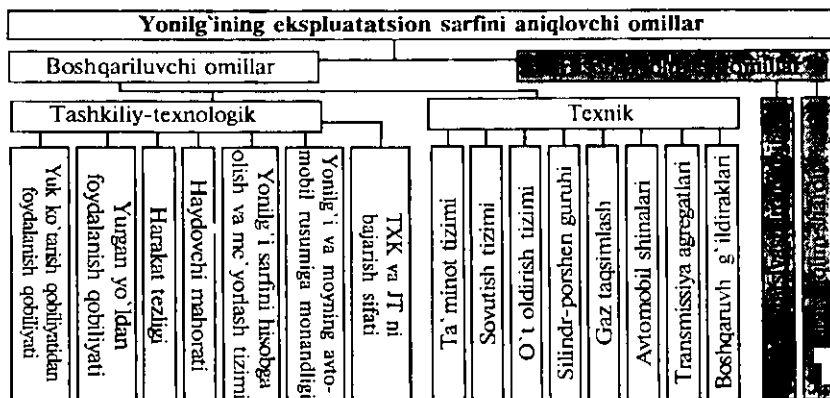 Yonilg`ining ekspluatatsion sarfini aniqlovchi omillar
Boshqariluvchi omillar
omillar
Tashkiliy-texnologik
Texnik
Yuk ko`tarish qobiliyatidan
foydalanish qobiliyati
Yurgan yo`ldan
foydalanish qobiliyati
Harakat tezligi
Haydovchi mahorati
Yonilg`i sarfini hisobga
olish va me`yorlash tizimi
Yonilg`i va moyning avto-
mobil rusumiga monandligi
TXK va JT ni
bajarish sifati
Ta`minot tizimi
Sovutish tizimi
O`t oldirish tizimi
Silindr-porshen guruhi
Gaz taqsimlash
Avtomobil shinalari
Transmissiya agregatlari
Boshqaruvh g`ildiraklari